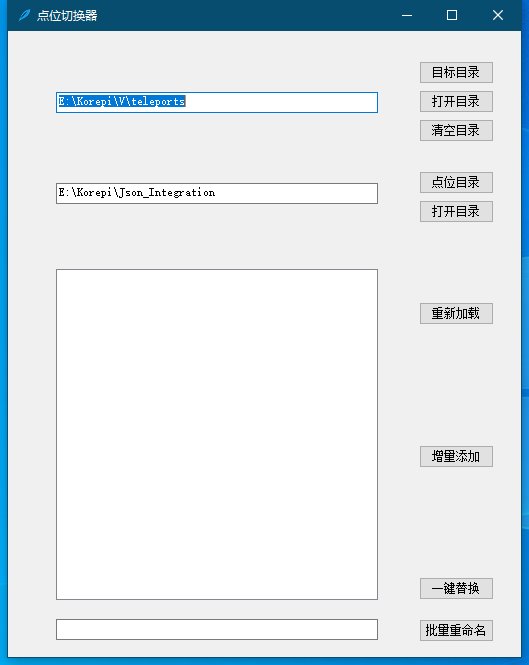 点位切换器
目标目录
E:\Korepi\V\teleports
打开目录
清空目录
点位目录
E:\Korepi\Json_Integration
打开目录
重新加载
增量添加
一键替换
批量重命名